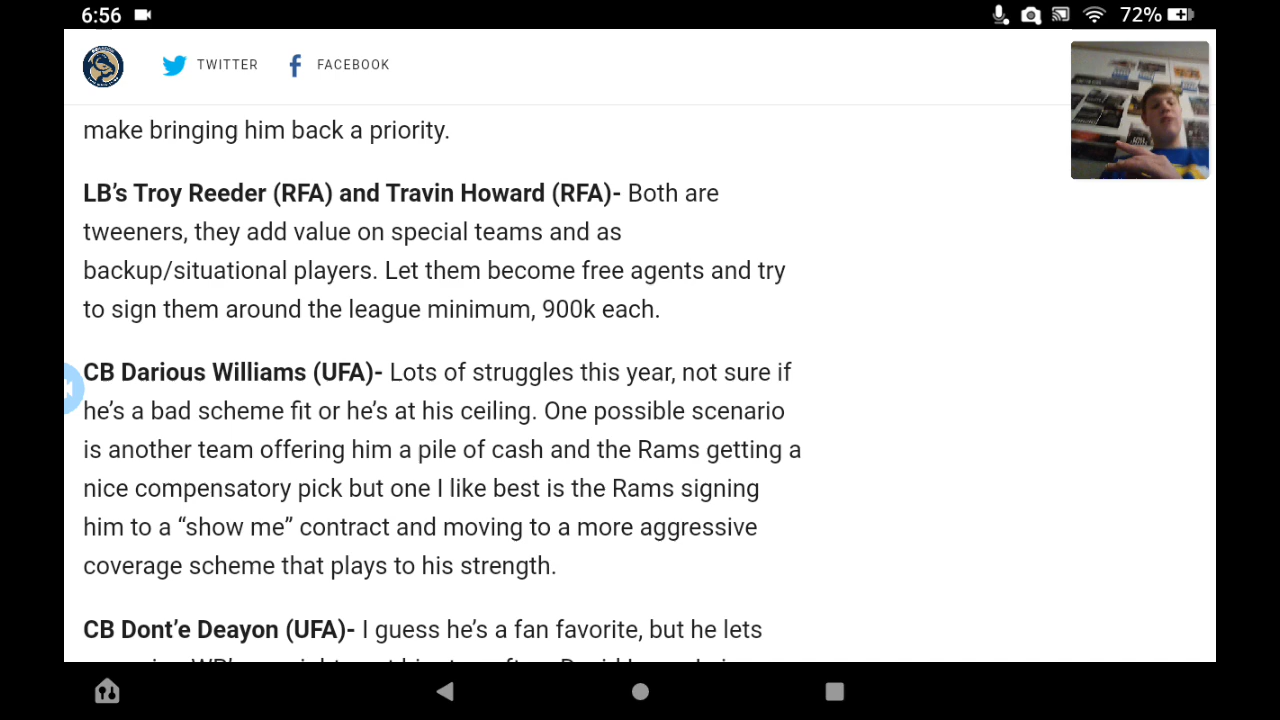 6:56
72%
TWITTER
FACEBOOK
make bringing him back a priority.
LB’s Troy Reeder (RFA) and Travin Howard (RFA)- Both are
tweeners, they add value on special teams and as
backup/situational players. Let them become free agents and try
to sign them around the league minimum, 900k each.
CB Darious Williams (UFA)- Lots of struggles this year, not sure if
he’s a bad scheme fit or he’s at his ceiling. One possible scenario
is another team offering him a pile of cash and the Rams getting a
nice compensatory pick but one I like best is the Rams signing
him to a “show me” contract and moving to a more aggressive
coverage scheme that plays to his strength.
CB Dont’e Deayon (UFA)- I guess he’s a fan favorite, but he lets